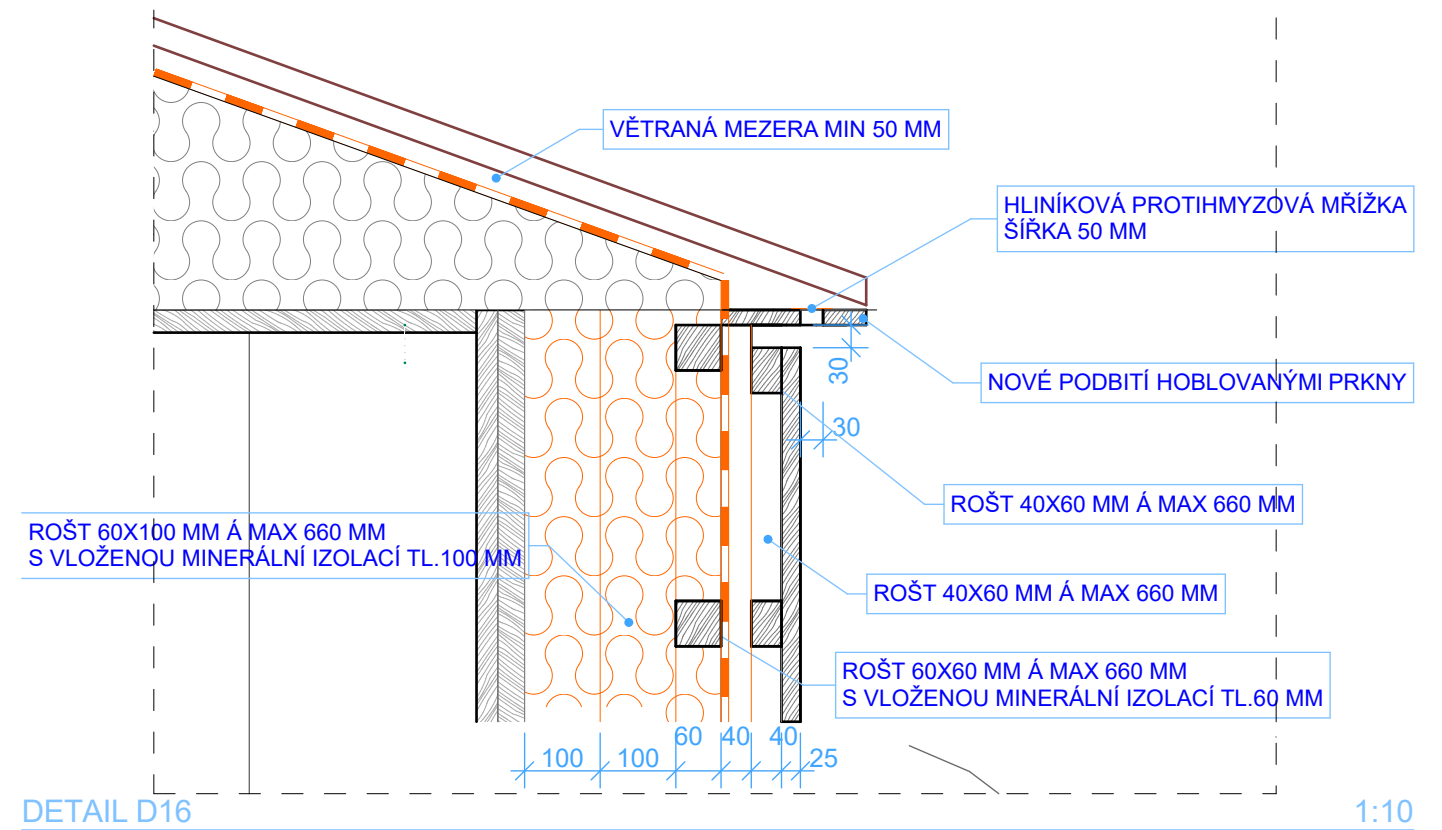 VĚTRANÁ MEZERA MIN 50 MM
HLINÍKOVÁ PROTIHMYZOVÁ MŘÍŽKA
ŠÍŘKA 50 MM
30
NOVÉ PODBITÍ HOBLOVANÝMI PRKNY
30
ROŠT 40X60 MM Á MAX 660 MM
ROŠT 60X100 MM Á MAX 660 MM
S VLOŽENOU MINERÁLNÍ IZOLACÍ TL.100 MM
ROŠT 40X60 MM Á MAX 660 MM
ROŠT 60X60 MM Á MAX 660 MM
S VLOŽENOU MINERÁLNÍ IZOLACÍ TL.60 MM
100 100 60 40 40 25
DETAIL D16 1:10